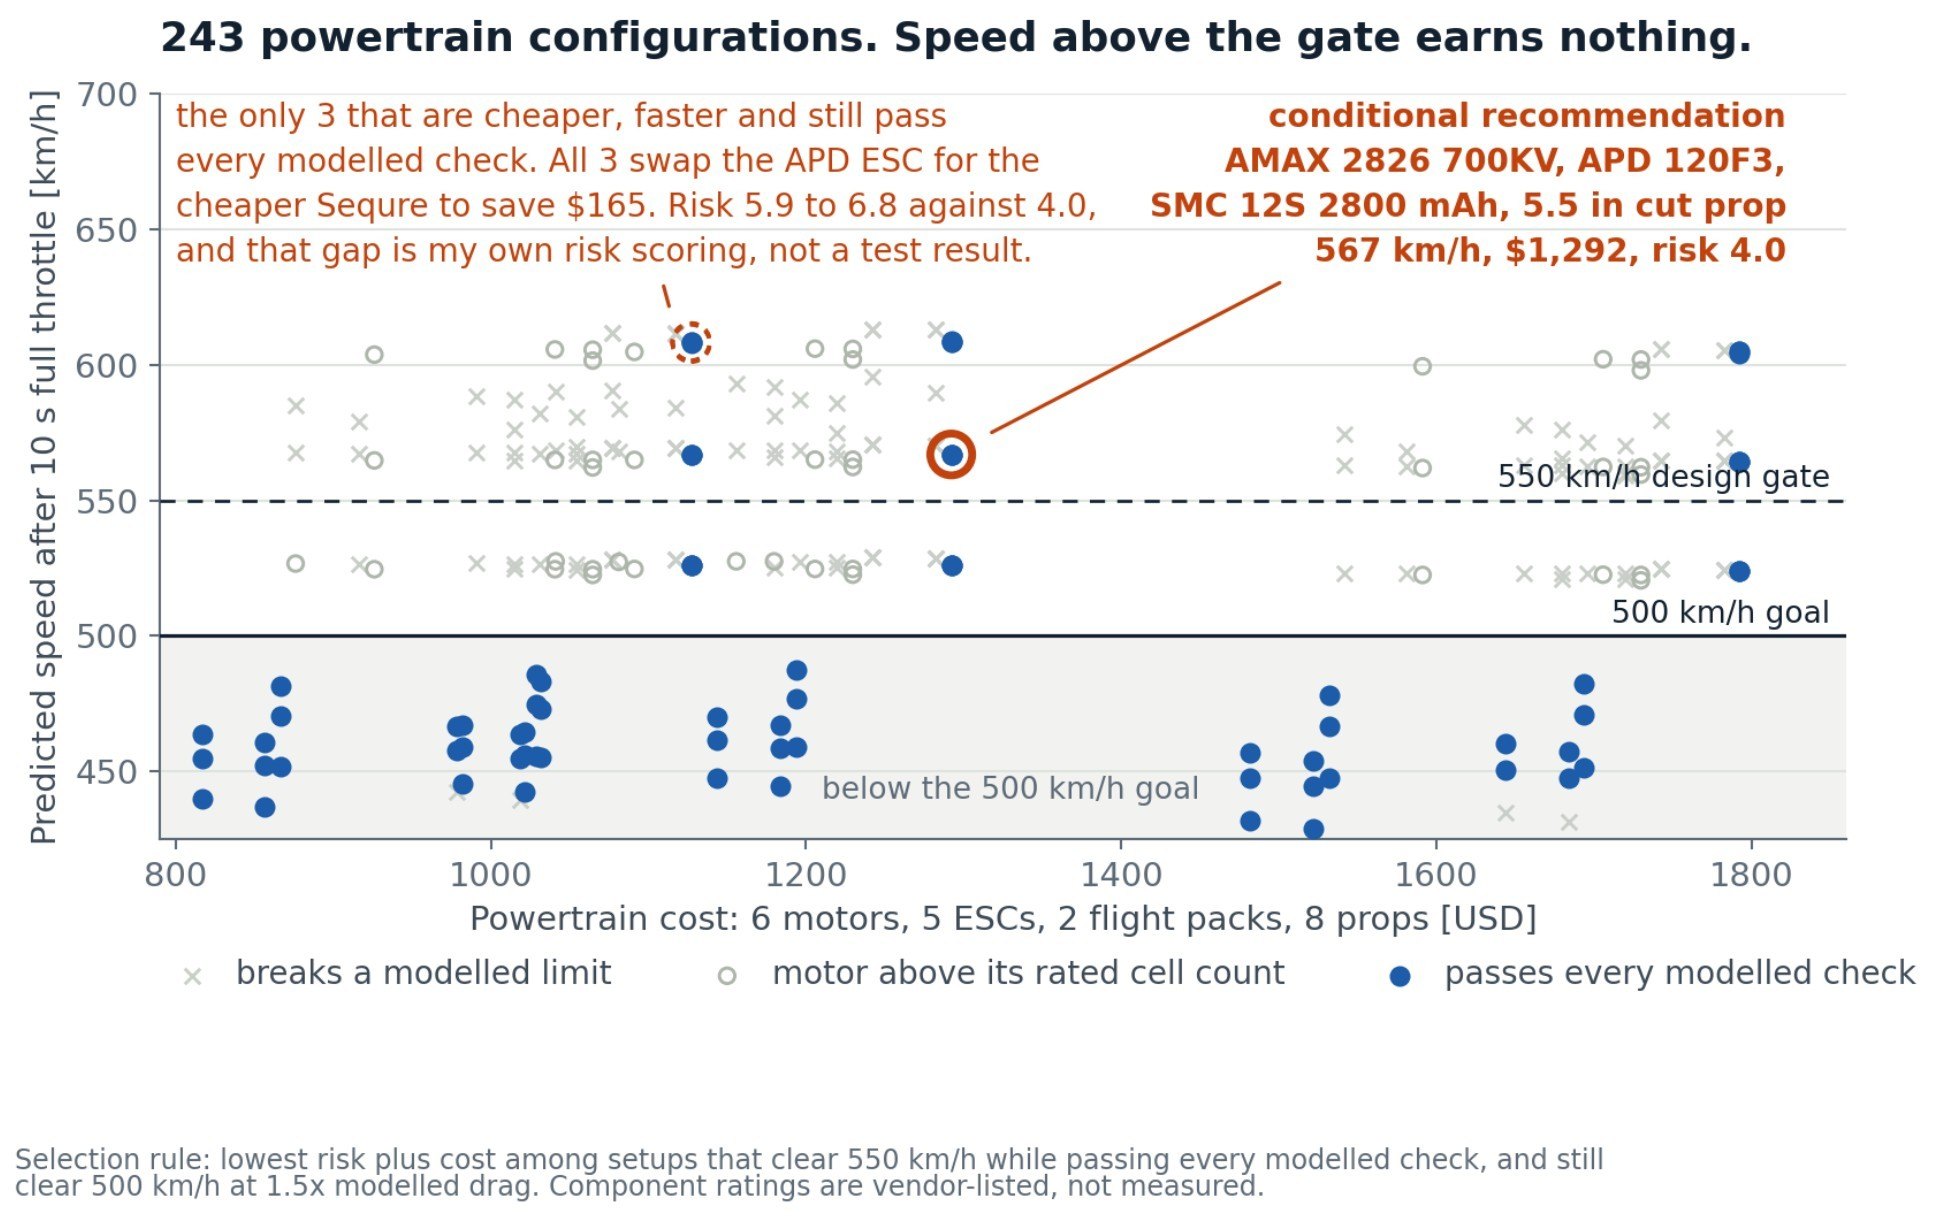 243 powertrain configurations. Speed above the gate earns nothing.
Predicted speed after 10 s full throttle [km/h]
700
650
600
550
500
450
the only 3 that are cheaper, faster and still pass
every modelled check. All 3 swap the APD ESC for the
cheaper Sequre to save $165. Risk 5.9 to 6.8 against 4.0,
and that gap is my own risk scoring, not a test result.
conditional recommendation
AMAX 2826 700KV, APD 120F3,
SMC 12S 2800 mAh, 5.5 in cut prop
567 km/h, $1,292, risk 4.0
550 km/h design gate
500 km/h goal
below the 500 km/h goal
800
1000
1200
1400
1600
1800
Powertrain cost: 6 motors, 5 ESCs, 2 flight packs, 8 props [USD]
breaks a modelled limit
motor above its rated cell count
passes every modelled check
Selection rule: lowest risk plus cost among setups that clear 550 km/h while passing every modelled check, and still
clear 500 km/h at 1.5x modelled drag. Component ratings are vendor-listed, not measured.